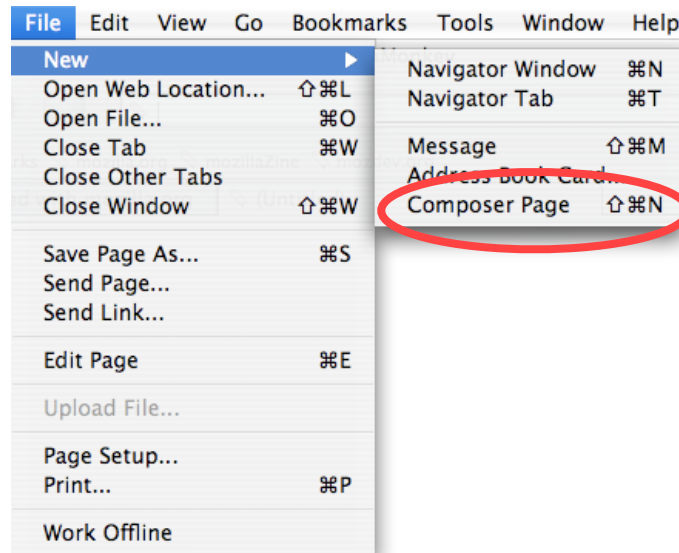 File Edit View Go Bookmarks Tools Window Help
New
Open Web Location... ⇧⌘L
Open File... ⌘O
Close Tab ⌘W
Close Other Tabs
Close Window ⇧⌘W
Save Page As... ⌘S
Send Page...
Send Link...
Edit Page ⌘E
Upload File...
Page Setup...
Print... ⌘P
Work Offline
Navigator Window ⌘N
Navigator Tab ⌘T
Message ⇧⌘M
Address Book Card...
Composer Page ⇧⌘N